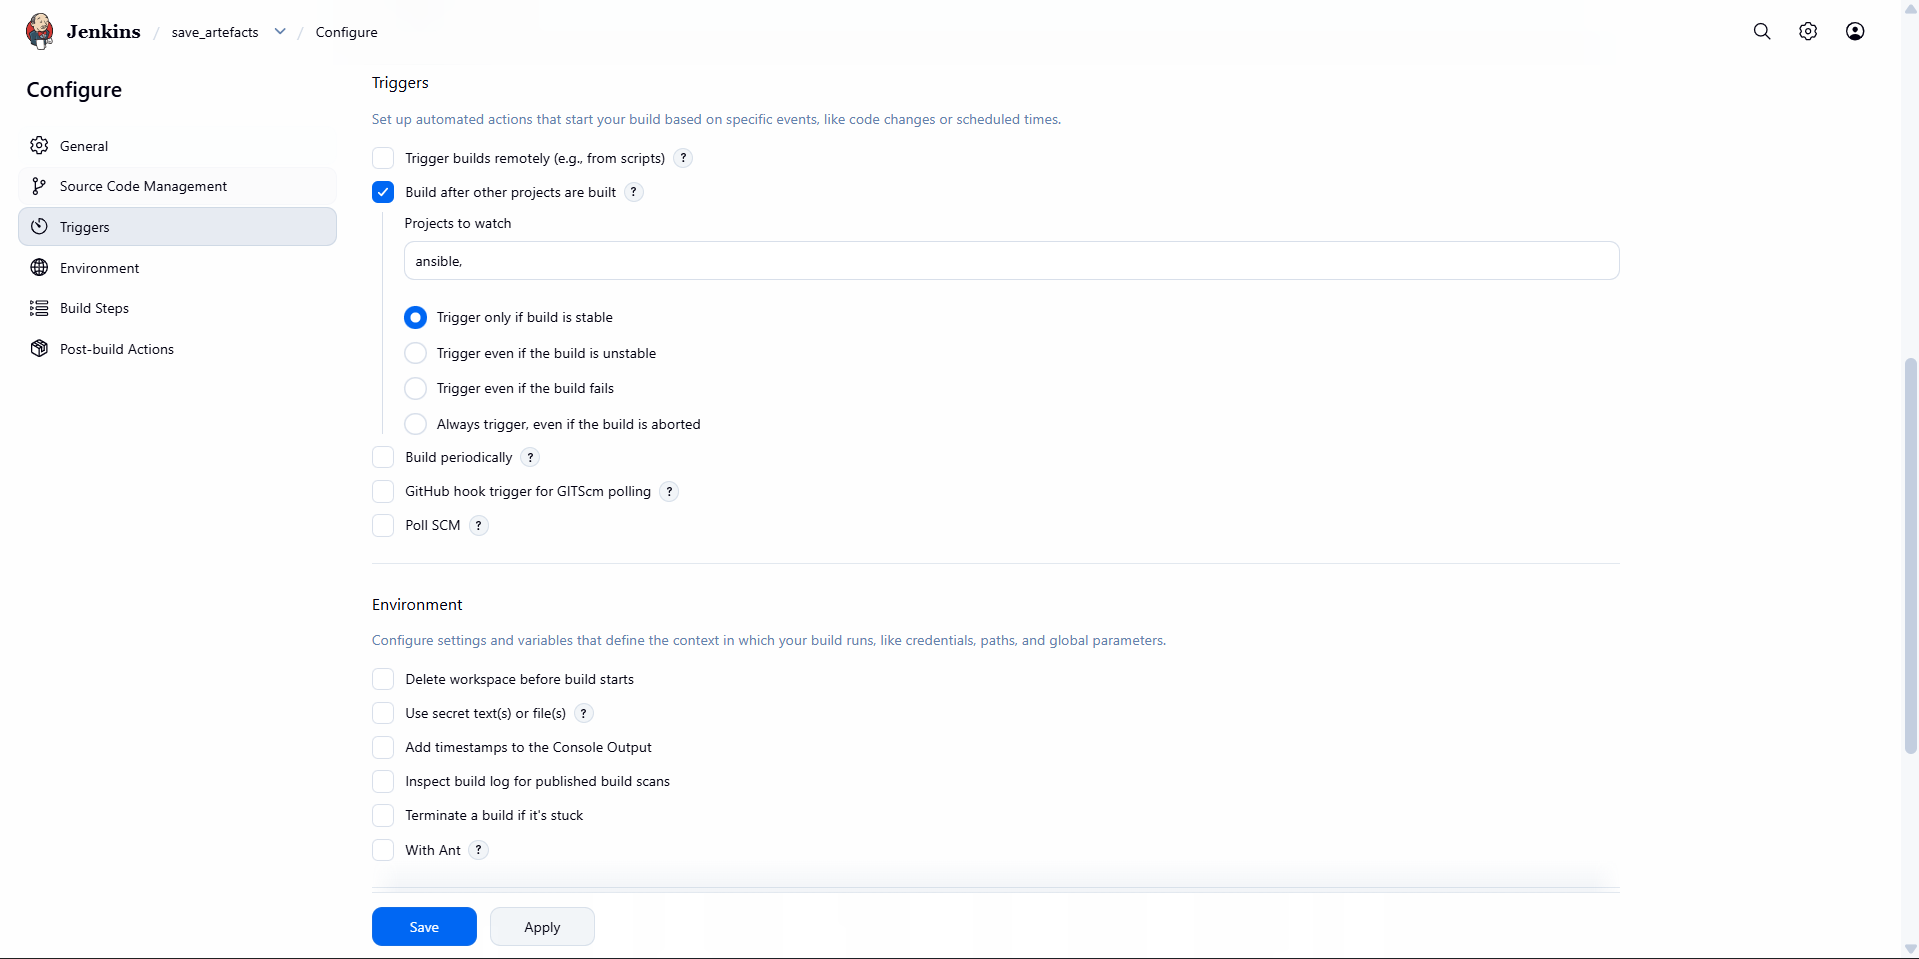 Jenkins / save_artefacts / Configure
Configure
General
Source Code Management
Triggers
Environment
Build Steps
Post-build Actions
Triggers
Set up automated actions that start your build based on specific events, like code changes or scheduled times.
Trigger builds remotely (e.g., from scripts) ?
Build after other projects are built ?
Projects to watch
ansible,
Trigger only if build is stable
Trigger even if the build is unstable
Trigger even if the build fails
Always trigger, even if the build is aborted
Build periodically ?
GitHub hook trigger for GITScm polling ?
Poll SCM ?
Environment
Configure settings and variables that define the context in which your build runs, like credentials, paths, and global parameters.
Delete workspace before build starts
Use secret text(s) or file(s) ?
Add timestamps to the Console Output
Inspect build log for published build scans
Terminate a build if it's stuck
With Ant ?
Save Apply